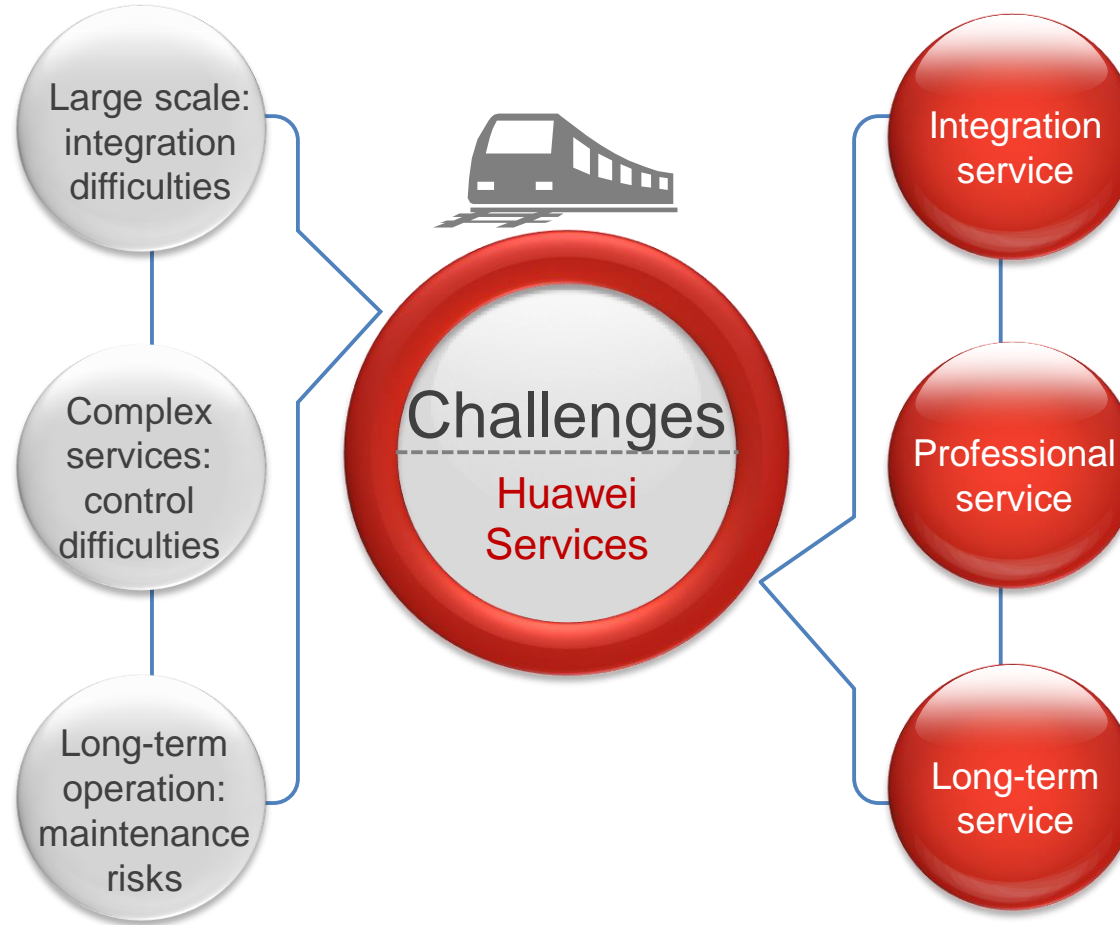 Large scale:
integration
difficulties
Complex
services:
control
difficulties
Long-term
operation:
maintenance
risks
Challenges
Huawei
Services
Integration
service
Professional
service
Long-term
service